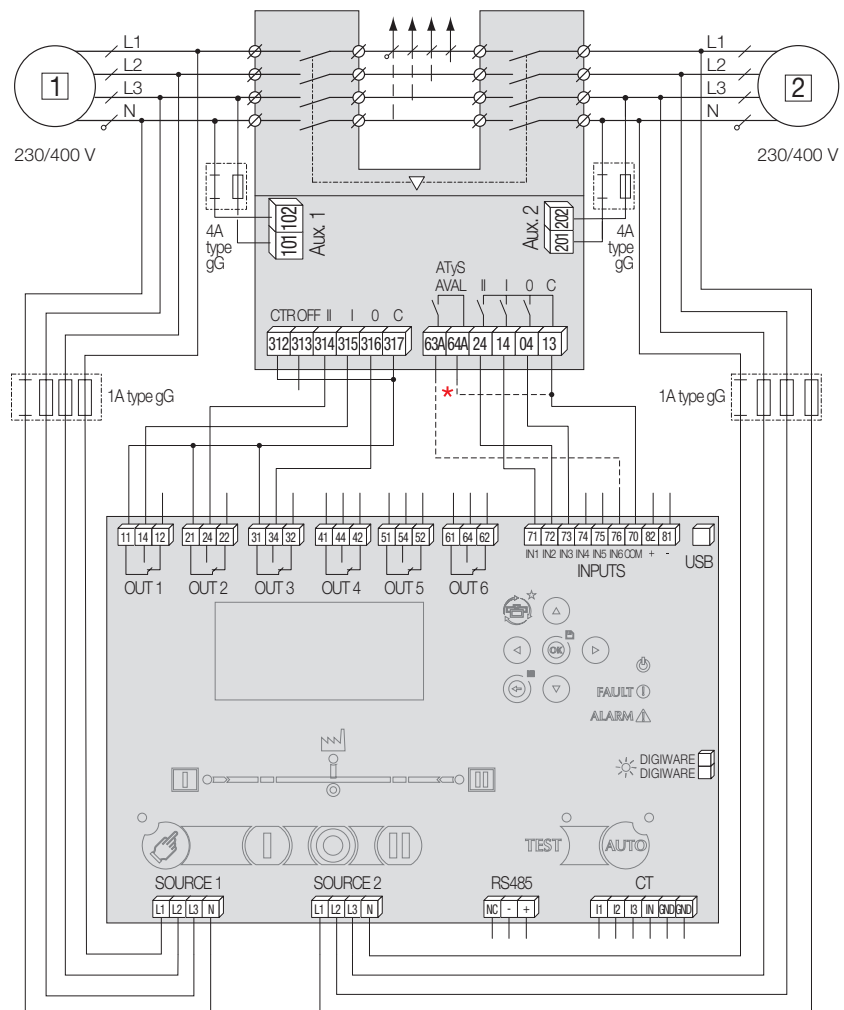 L1 L1
L2 L2
1 L3 L3 2
N N
230/400 V 230/400 V
4A type gG
101 102
Aux. 1
Aux. 2
201 202
4A type gG
ATyS
AVAL II I 0 C
CTR OFF II I 0 C
312 313 314 315 316 317
63A 64A 24 14 04 13
*
1A type gG 1A type gG
11 14 12 21 24 22 31 34 32 41 44 42 51 54 52 61 64 62
71 72 73 74 75 76 70 82 81
IN1 IN2 IN3 IN4 IN5 IN6 COM + -
OUT 1 OUT 2 OUT 3 OUT 4 OUT 5 OUT 6 INPUTS USB
OK
FAULT
ALARM
DIGIWARE
DIGIWARE
I II
I II TEST AUTO
SOURCE 1 SOURCE 2 RS485 CT
L1 L2 L3 N L1 L2 L3 N NC - + I1 I2 I3 IN GND GND